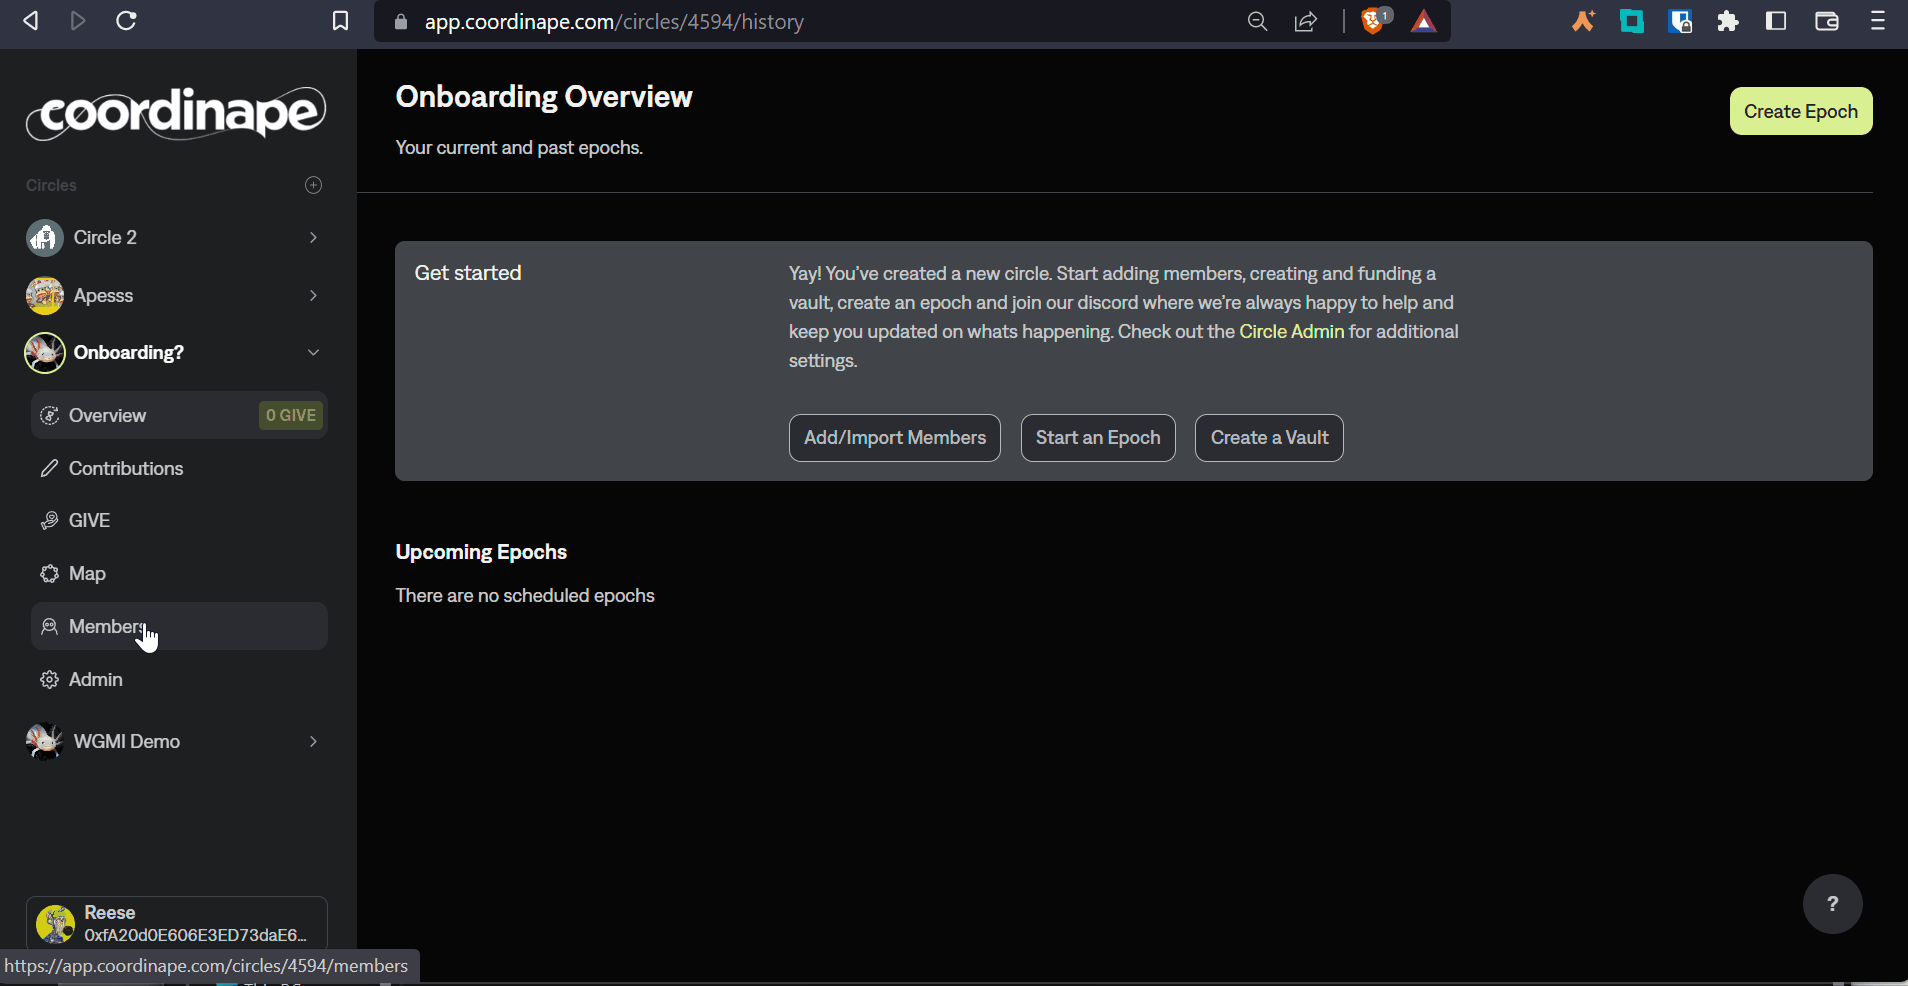 app.coordinape.com/circles/4594/history
1
coordinape
Circles
Circle 2
Apesss
Onboarding?
Overview
0 GIVE
Contributions
GIVE
Map
Members
Admin
WGMI Demo
Reese
0xfA20d0E606E3ED73daE6...
https://app.coordinape.com/circles/4594/members
Onboarding Overview
Your current and past epochs.
Create Epoch
Get started
Yay! You've created a new circle. Start adding members, creating and funding a
vault, create an epoch and join our discord where we're always happy to help and
keep you updated on whats happening. Check out the Circle Admin for additional
settings.
Add/Import Members
Start an Epoch
Create a Vault
Upcoming Epochs
There are no scheduled epochs
?